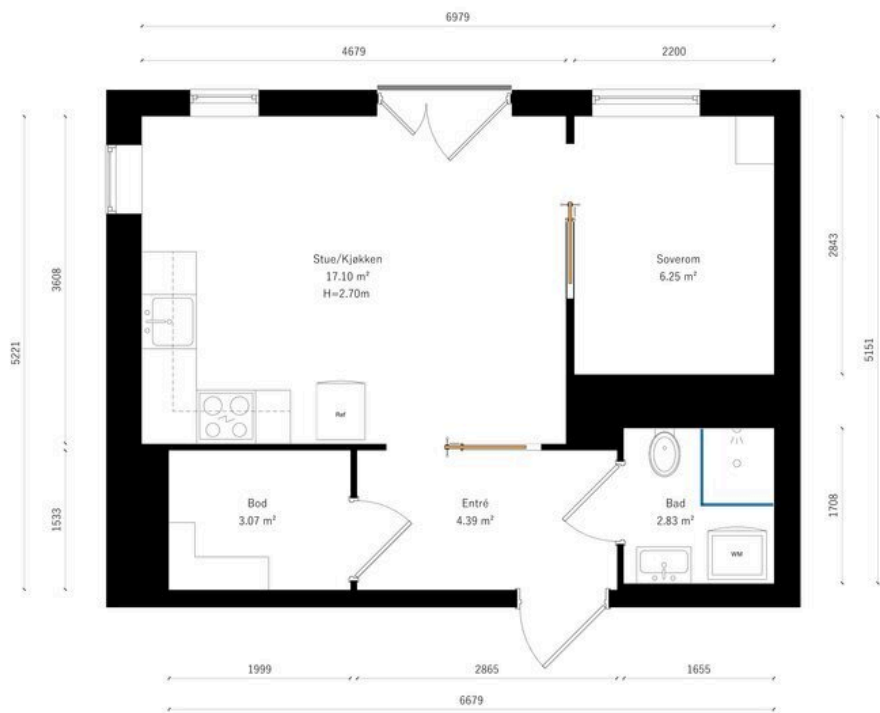 6979
4679
2200
5221
3608
1533
Stue/Kjøkken
17.10 m²
H=2.70m
Soverom
6.25 m²
2843
5151
1708
Ref
Bod
3.07 m²
Entré
4.39 m²
Bad
2.83 m²
WM
1999
2865
1655
6679